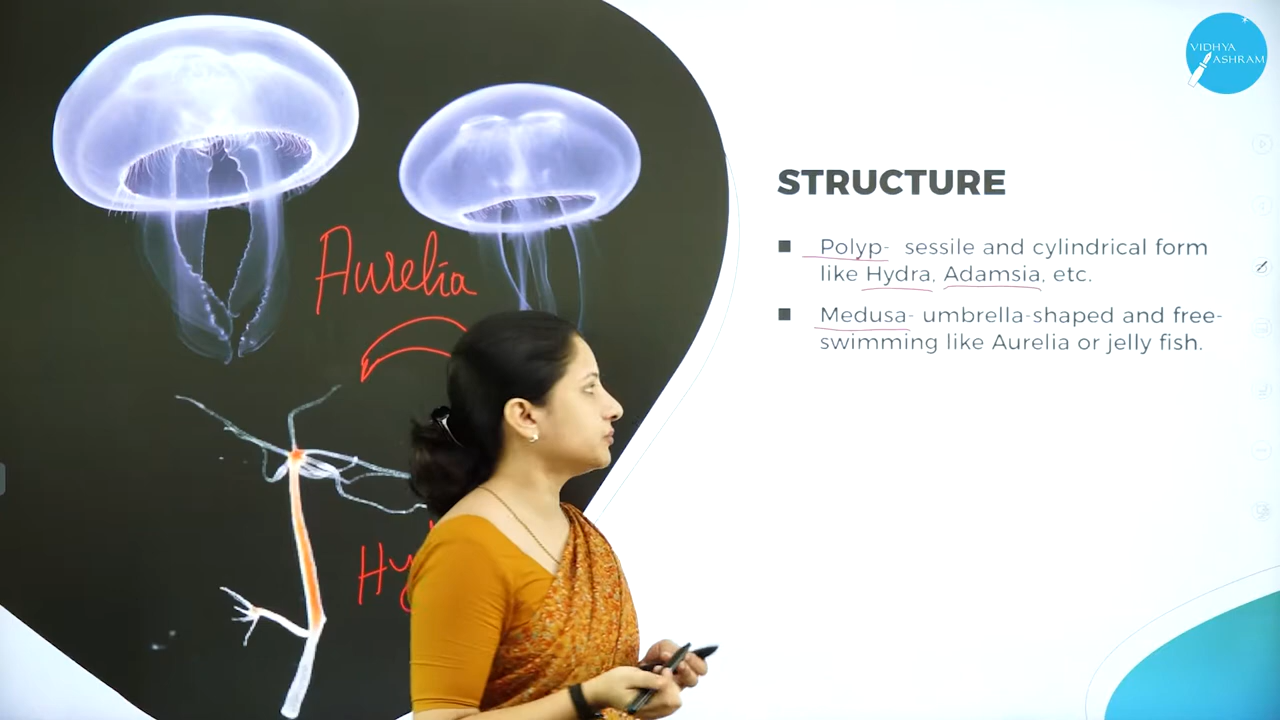 VIDHYA
ASHRAM
STRUCTURE
Polyp- sessile and cylindrical form
like Hydra, Adamsia, etc.
Medusa- umbrella-shaped and free-
swimming like Aurelia or jelly fish.
Aurelia